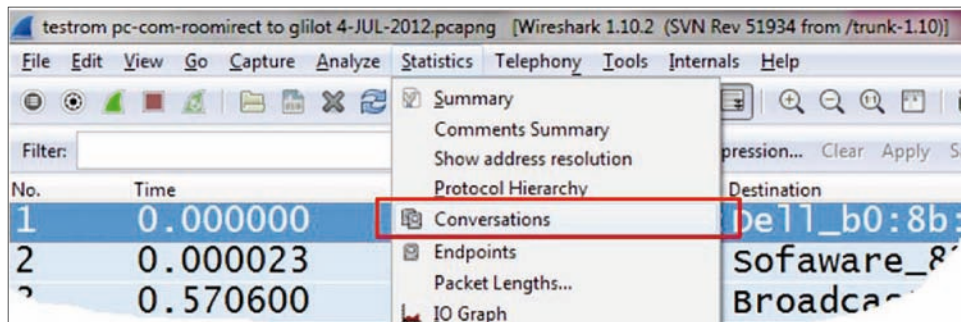 testrom pc-com-roomirect to glilot 4-JUL-2012.pcapng [Wireshark 1.10.2 (SVN Rev 51934 from /trunk-1.10)]
File Edit View Go Capture Analyze Statistics Telephony Tools Internals Help
Summary
Comments Summary
Filter: Show address resolution pression... Clear Apply S
Protocol Hierarchy
No. Time Destination
1 0.000000 Conversations Dell_b0:8b:
2 0.000023 Endpoints Sofaware_8
Packet Lengths...
0.570600 IO Graph Broadca